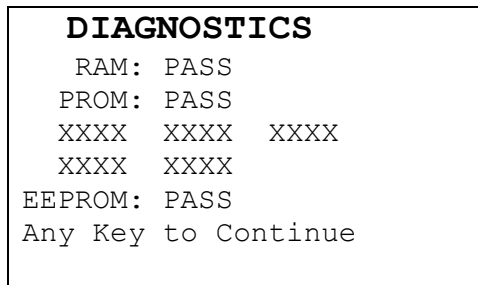 DIAGNOSTICS
RAM: PASS
PROM: PASS
XXXX XXXX XXXX
XXXX XXXX
EEPROM: PASS
Any Key to Continue